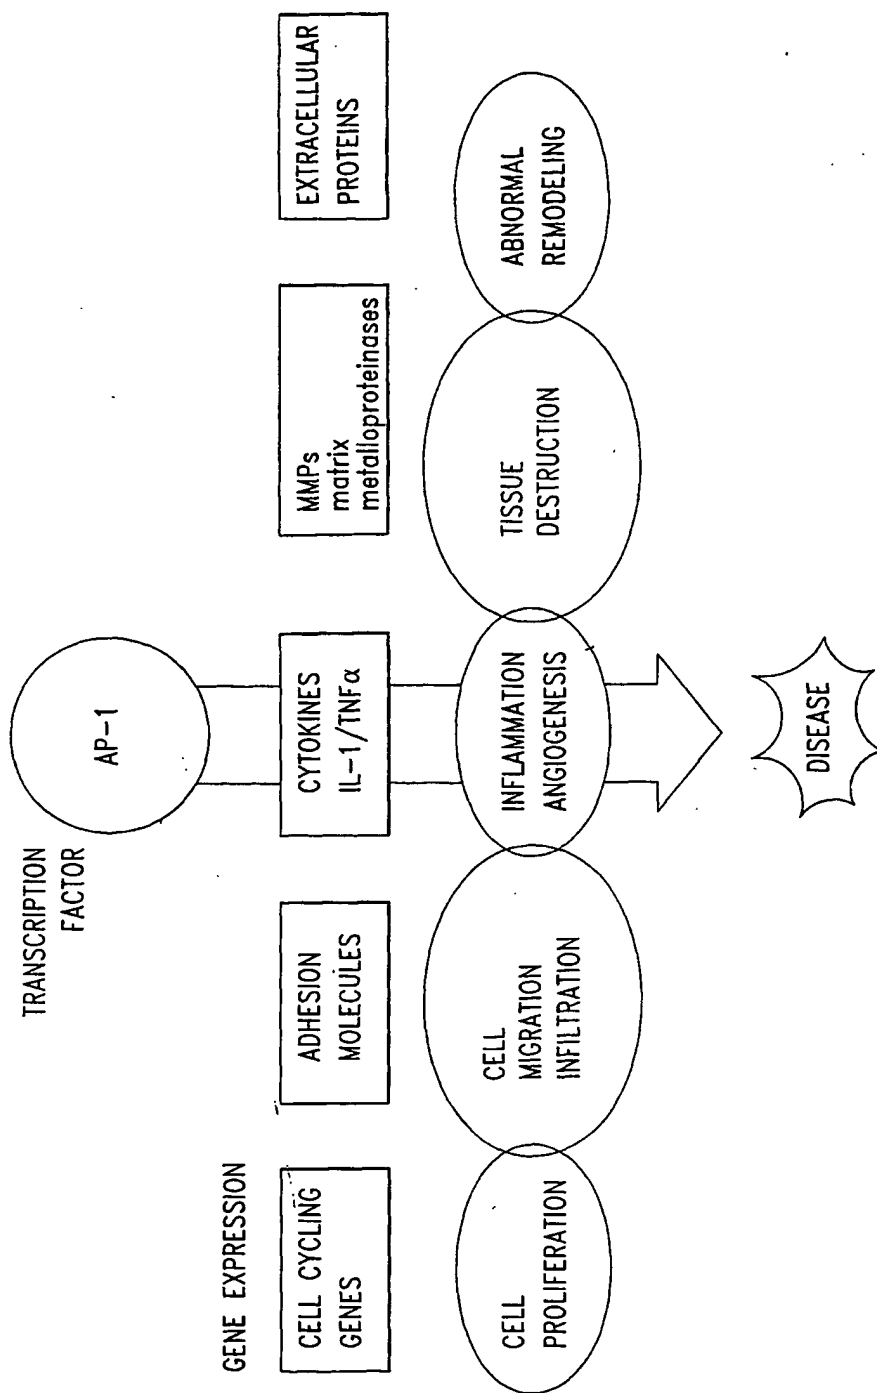 TRANSCRIPTION
FACTOR
AP-1
GENE EXPRESSION
CELL CYCLING
GENES
ADHESION
MOLECULES
CYTOKINES
IL-1/TNFα
MMPs
matrix
metalloproteinases
EXTRACELLULAR
PROTEINS
CELL
PROLIFERATION
CELL
MIGRATION
INFILTRATION
INFLAMMATION
ANGIOGENESIS
TISSUE
DESTRUCTION
ABNORMAL
REMODELING
DISEASE